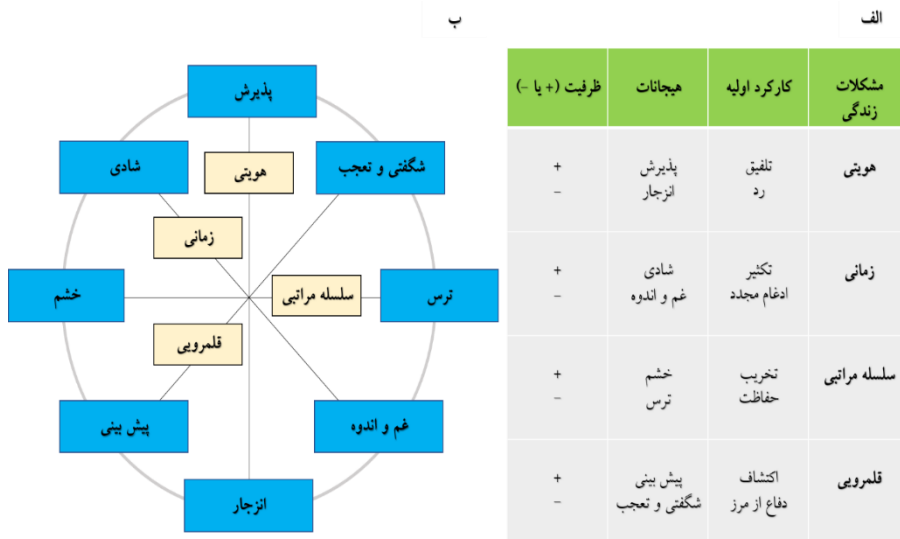 الف
مشکلات زندگی	کارکرد اولیه	هیجانات	ظرفیت (+ یا -)
هویتی	تلفیق	پذیرش	+
رد	انزجار	–
زمانی	تکثیر	شادی	+
ادغام مجدد	غم و اندوه	–
سلسله مراتبی	تخریب	خشم	+
حفاظت	ترس	–
قلمرویی	اکتشاف	پیش بینی	+
دفاع از مرز	شگفتی و تعجب	–
ب
پذیرش
شگفتی و تعجب
شادی
هویتی
زمانی
ترس
سلسله مراتبی
خشم
قلمرویی
غم و اندوه
پیش بینی
انزجار